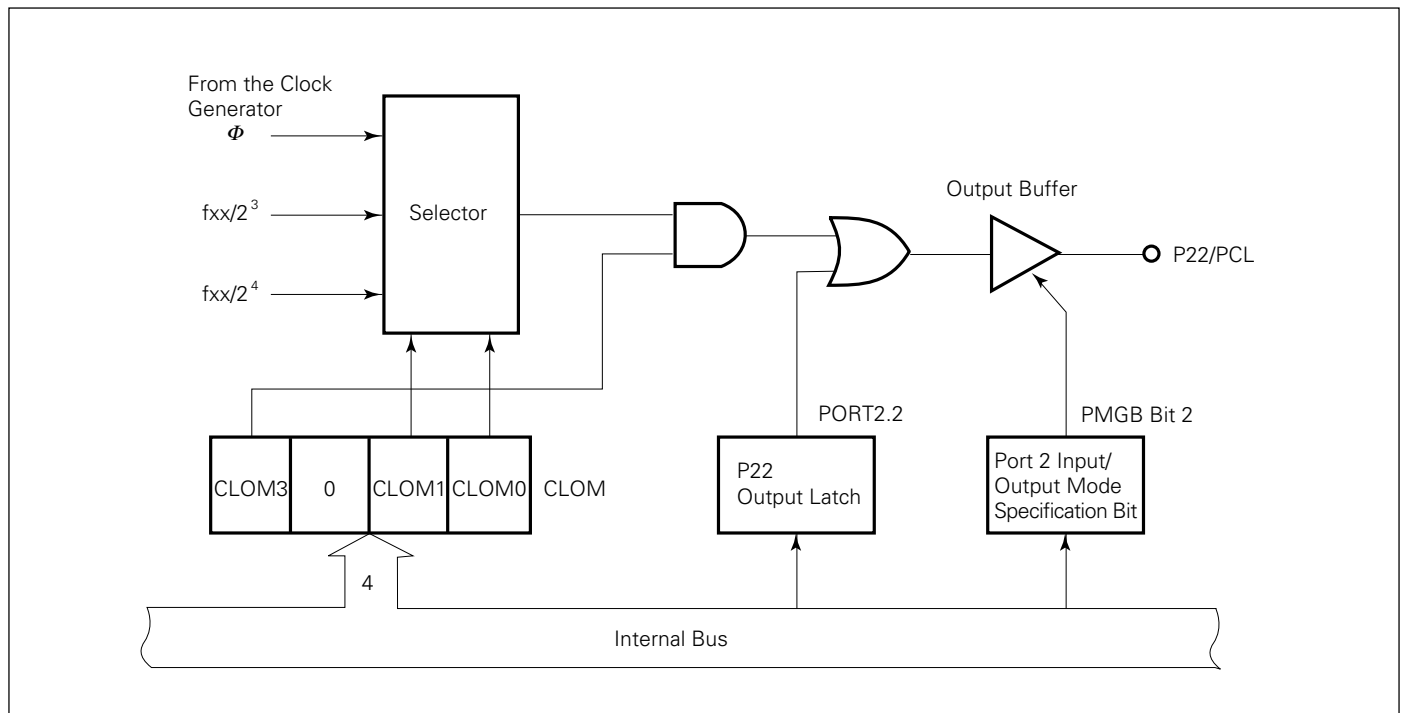 From the Clock
Generator
Φ
fxx/2³
fxx/2⁴
Selector
Output Buffer
P22/PCL
PORT2.2
PMGB Bit 2
CLOM3 0 CLOM1 CLOM0 CLOM
P22
Output Latch
Port 2 Input/
Output Mode
Specification Bit
4
Internal Bus